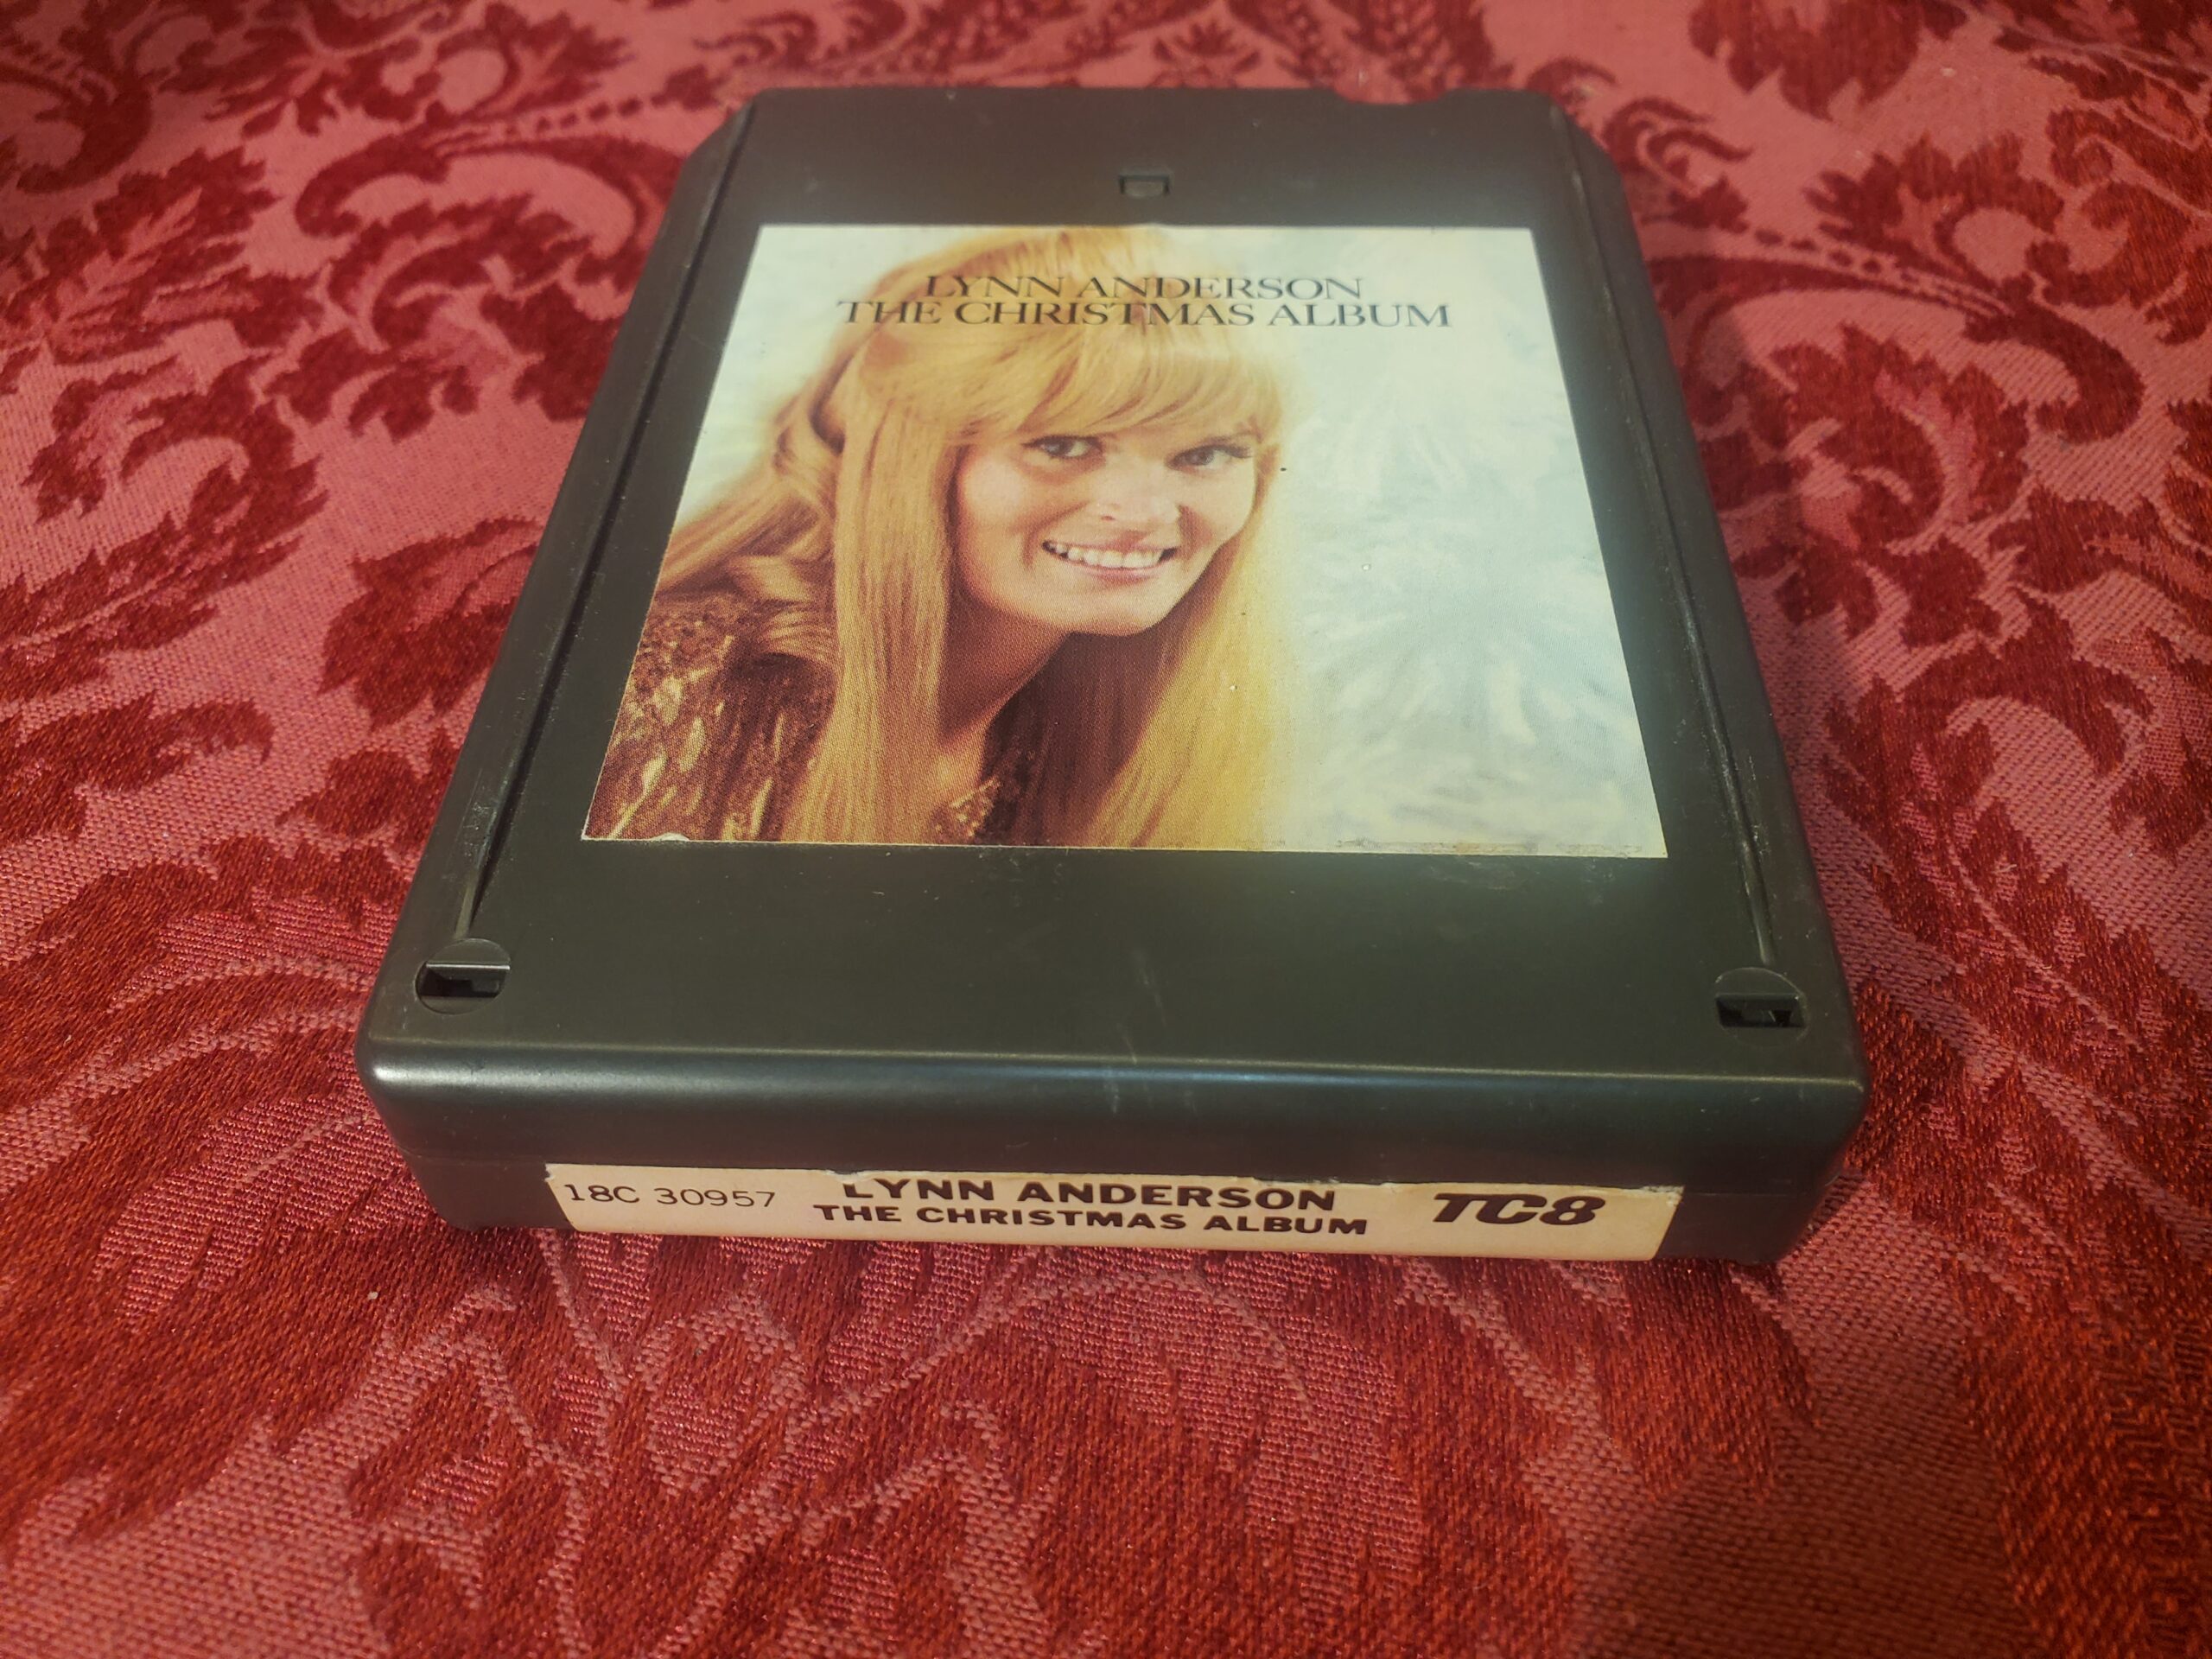 LYNN ANDERSON
THE CHRISTMAS ALBUM
18C 30957
LYNN ANDERSON
THE CHRISTMAS ALBUM
TC8